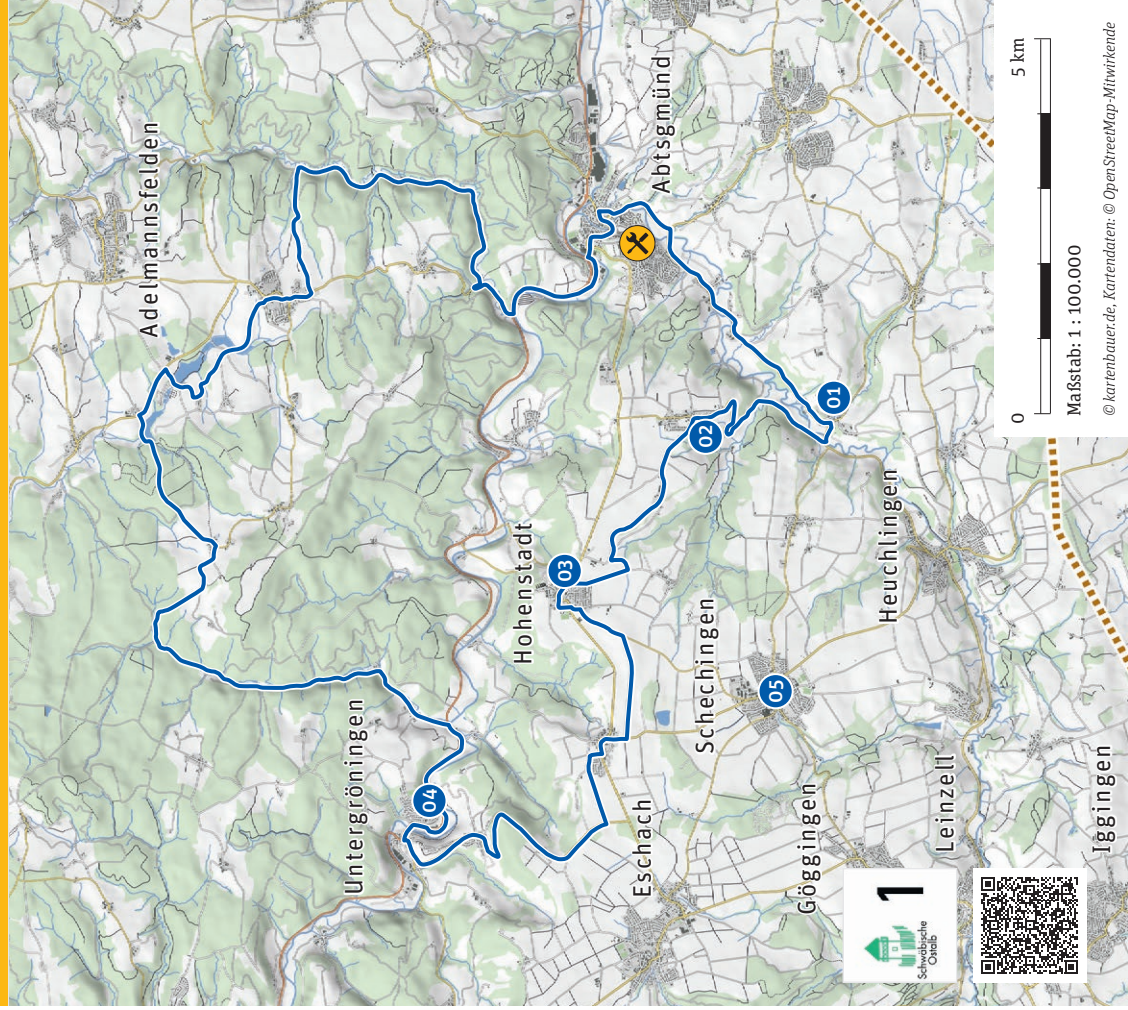 Adelmannsfelden
Abtsgmünd
Untergröningen
Hohenstadt
Eschach
Schechingen
Heuchlingen
Göggingen
Leinzell
Iggingen
01
02
03
04
05
Schwäbische
Ostalb
1
0 5 km
Maßstab: 1 : 100.000
© kartenbauer.de, Kartendaten: © OpenStreetMap-Mitwirkende